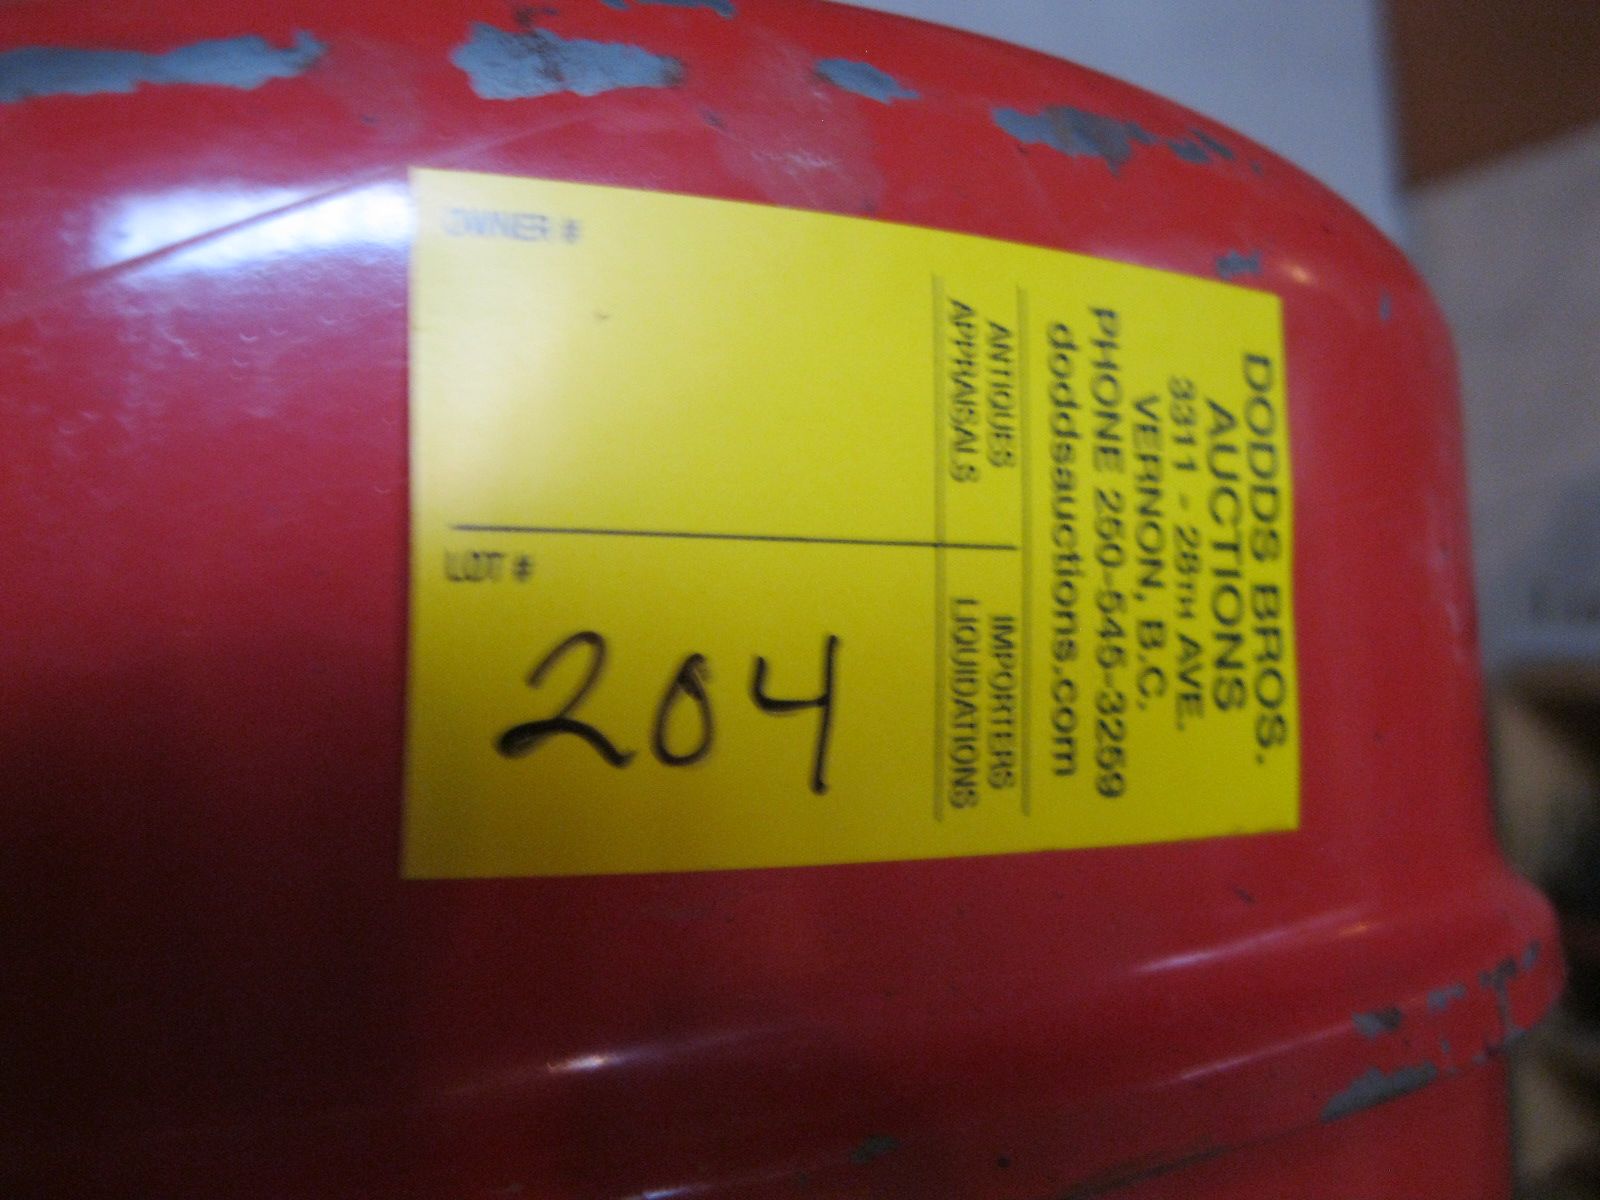 DODDS BROS.
AUCTIONS
3311 - 28TH AVE.
VERNON, B.C.
PHONE 250-545-3259
doddsauctions.com
ANTIQUES IMPORTERS
APPRAISALS LIQUIDATIONS
OWNER #
LOT #
204